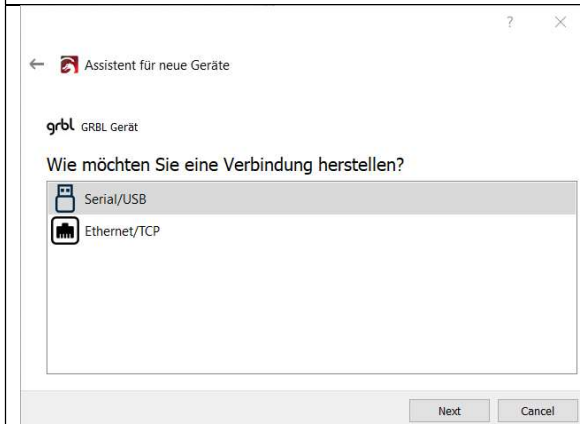 ?
← Assistent für neue Geräte
grbl GRBL Gerät
Wie möchten Sie eine Verbindung herstellen?
Serial/USB
Ethernet/TCP
Next Cancel